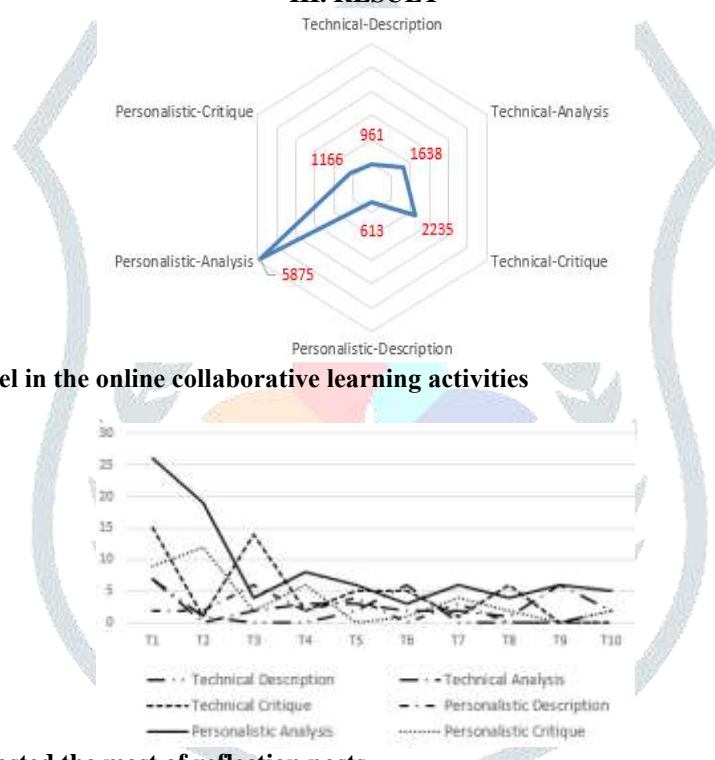 III. RESULT
Technical-Description
Personalistic-Critique
Technical-Analysis
961
1166
1638
613
2235
Personalistic-Analysis
5875
Technical-Critique
Personalistic-Description
el in the online collaborative learning activities
30
25
20
15
10
5
0
T1 T2 T3 T4 T5 T6 T7 T8 T9 T10
Technical Description Technical Analysis
Technical Critique Personalistic Description
Personalistic Analysis Personalistic Critique
ested the most of reflection posts